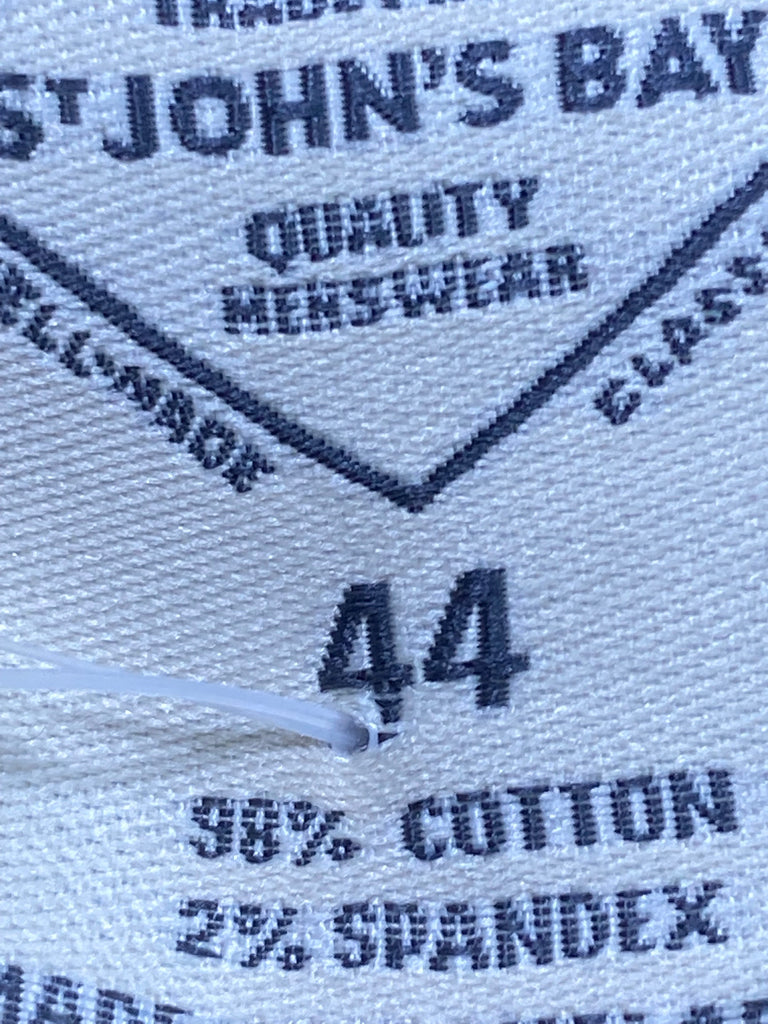 ST JOHN'S BAY
QUALITY
MENSWEAR
44
98% COTTON
2% SPANDEX